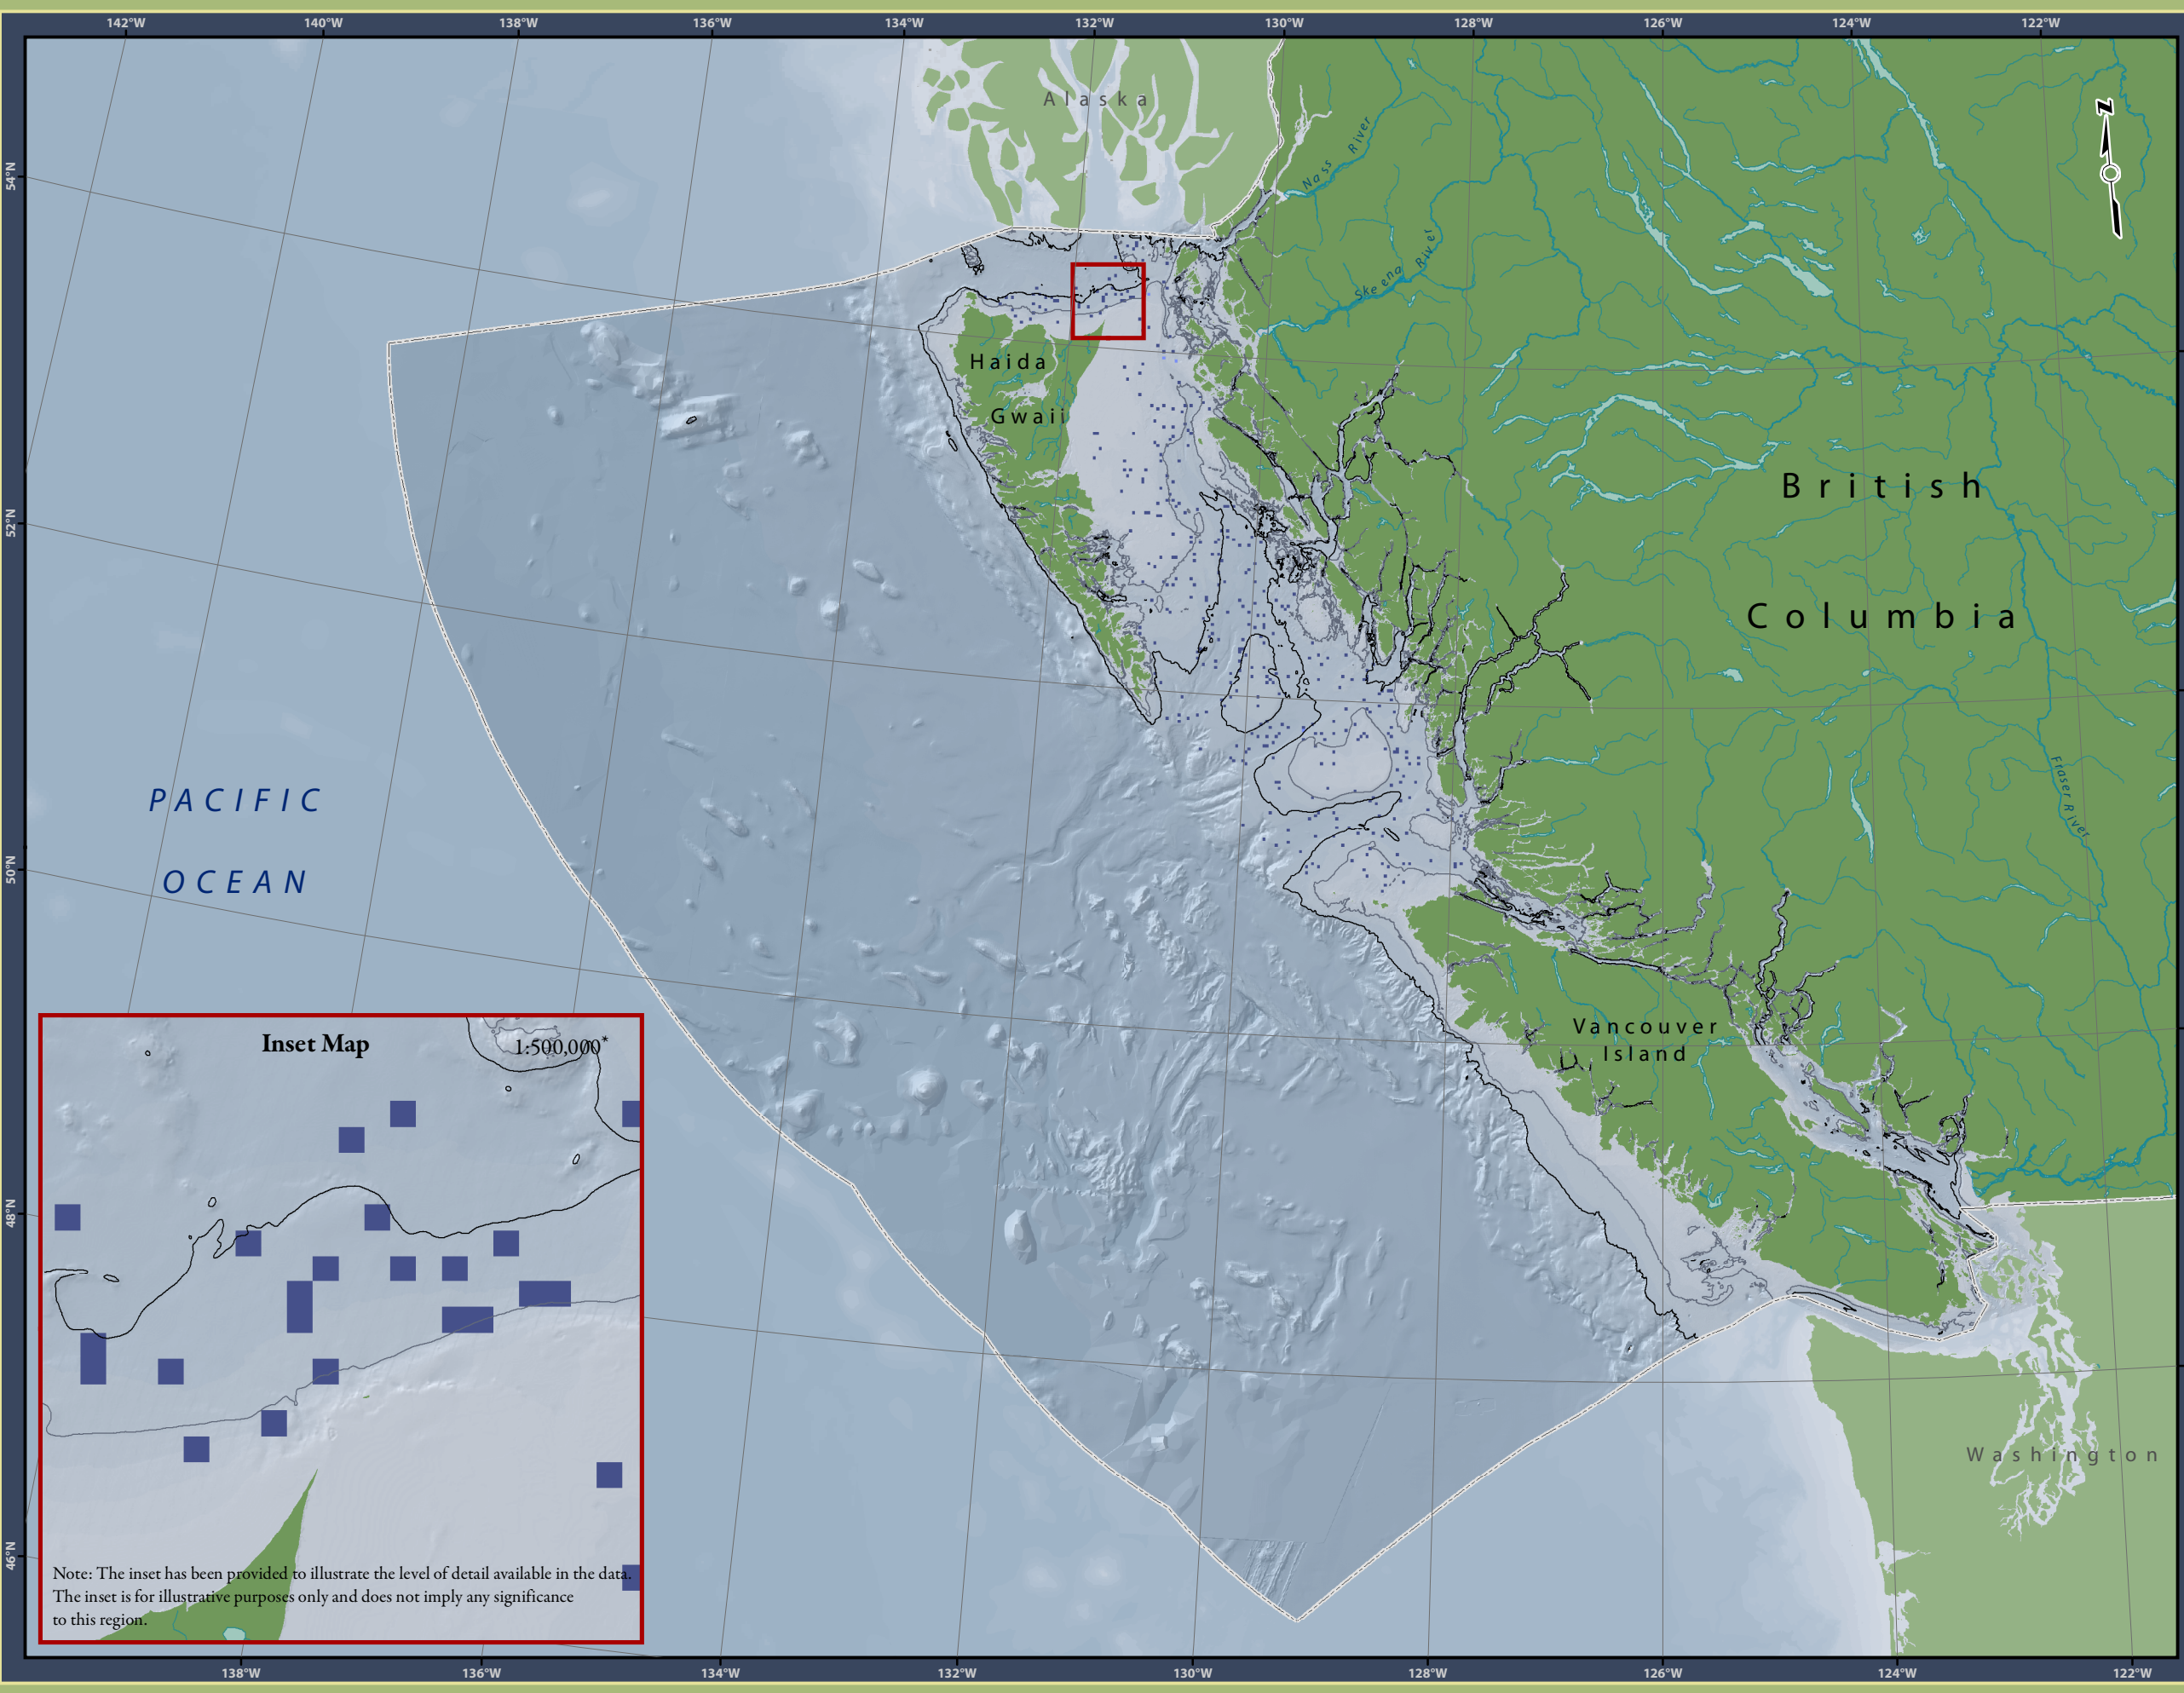 142°W 140°W 138°W 136°W 134°W 132°W 130°W 128°W 126°W 124°W 122°W
Alaska
N
54°N
Nass River
Skeena River
Haida
Gwaii
British
52°N
Columbia
PACIFIC
Fraser River
OCEAN
50°N
Vancouver
Island
Inset Map
1:500,000*
48°N
Washington
46°N
Note: The inset has been provided to illustrate the level of detail available in the data.
The inset is for illustrative purposes only and does not imply any significance
to this region.
138°W 136°W 134°W 132°W 130°W 128°W 126°W 124°W 122°W